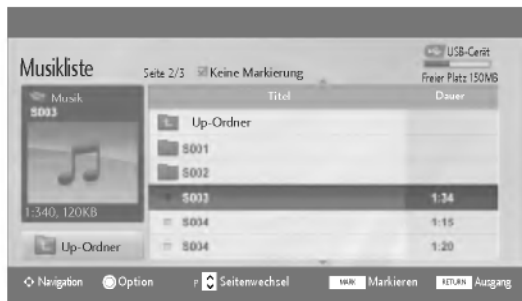 USB-Gerät
Musikliste
Seite 2/3 Keine Markierung
Freier Platz 150MB
Musik
S003
Titel Dauer
Up-Ordner
S001
S002
S003 1:34
1:340, 120KB
S004 1:15
Up-Ordner
S004 1:20
Navigation Option P Seitenwechsel MARK Markieren RETURN Ausgang